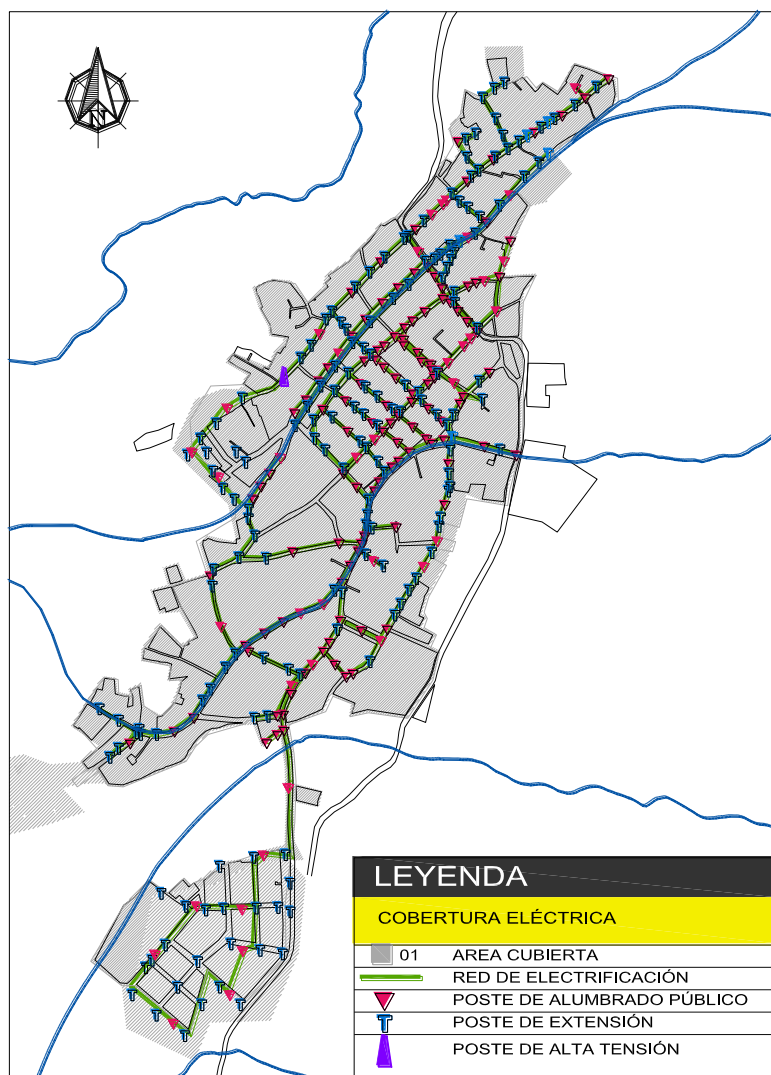 LEYENDA
COBERTURA ELÉCTRICA
01 AREA CUBIERTA
RED DE ELECTRIFICACIÓN
POSTE DE ALUMBRADO PÚBLICO
POSTE DE EXTENSIÓN
POSTE DE ALTA TENSIÓN